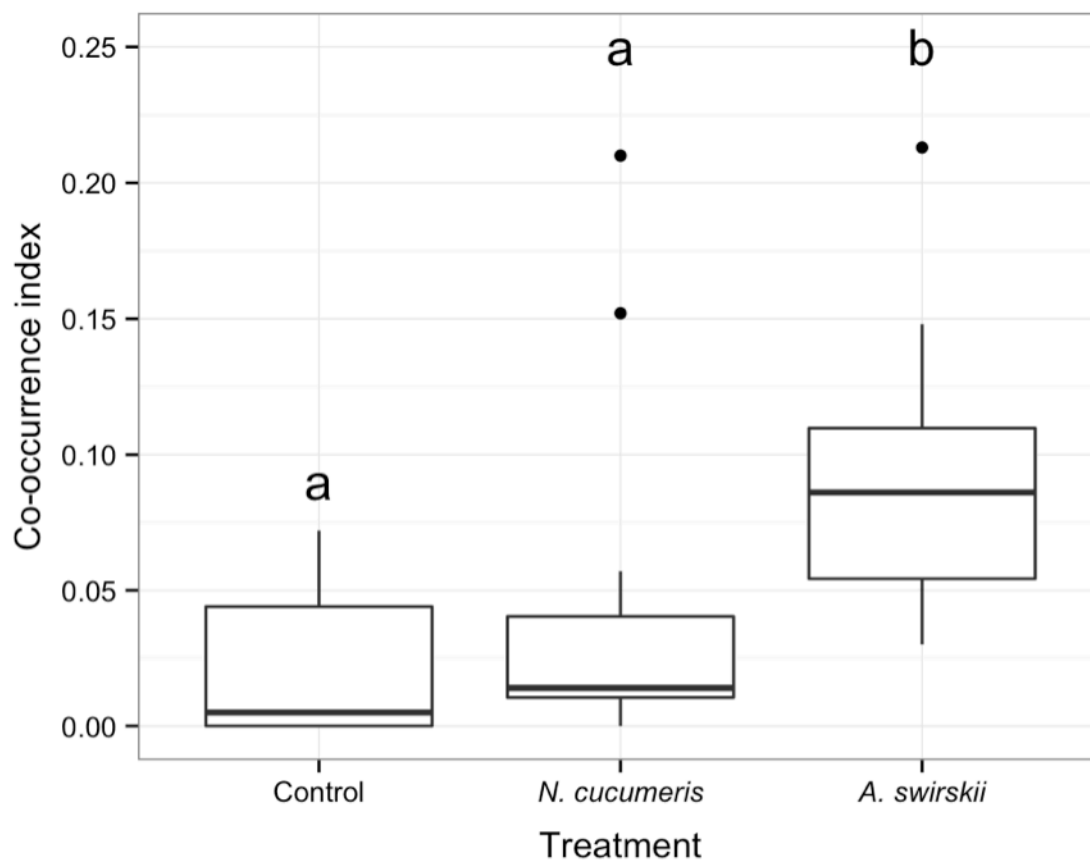 Co-occurrence index
0.25
0.20
0.15
0.10
0.05
0.00
a
a
b
Control
N. cucumeris
A. swirskii
Treatment